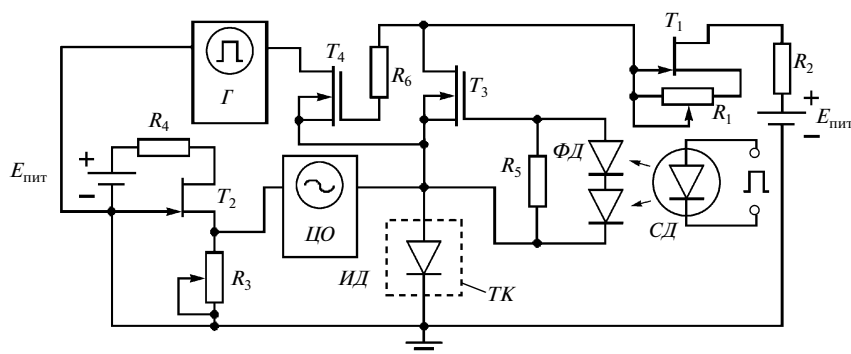 Г
T₄
R₆
T₃
T₁
R₂
R₁
+
−
Eпит
R₄
Eпит
+
−
T₂
ЦО
R₅
ФД
СД
R₃
ИД
ТК